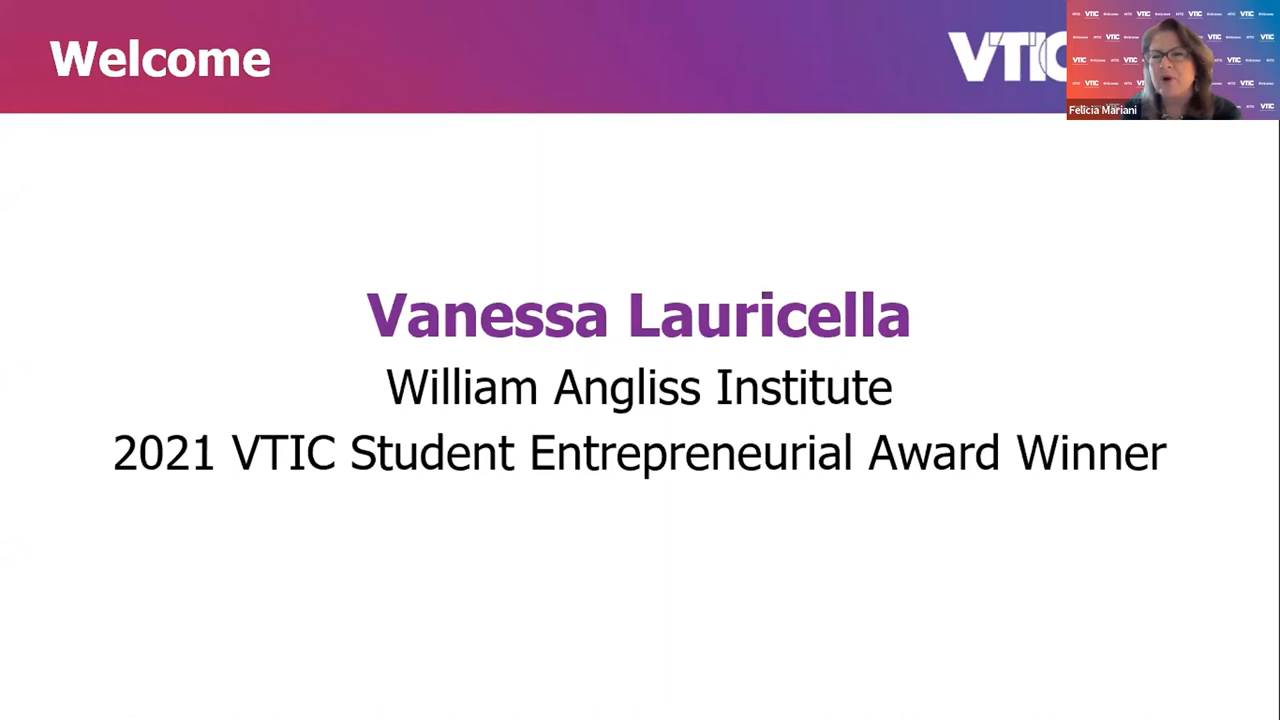 Welcome
VTIC
Felicia Mariani
Vanessa Lauricella
William Angliss Institute
2021 VTIC Student Entrepreneurial Award Winner